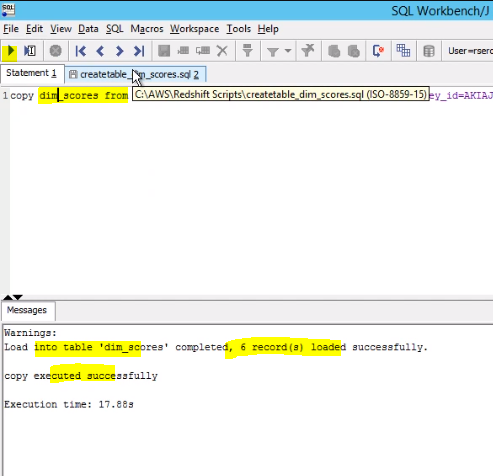 SQL
SQL Workbench/J
File Edit View Data SQL Macros Workspace Tools Help
User=rserc
Statement 1 createtable_dim_scores.sql 2
1 copy dim_scores from ey_id=AKIAJ
C:\AWS\Redshift Scripts\createtable_dim_scores.sql (ISO-8859-15)
Messages
Warnings:
Load into table 'dim_scores' completed, 6 record(s) loaded successfully.
copy executed successfully
Execution time: 17.88s